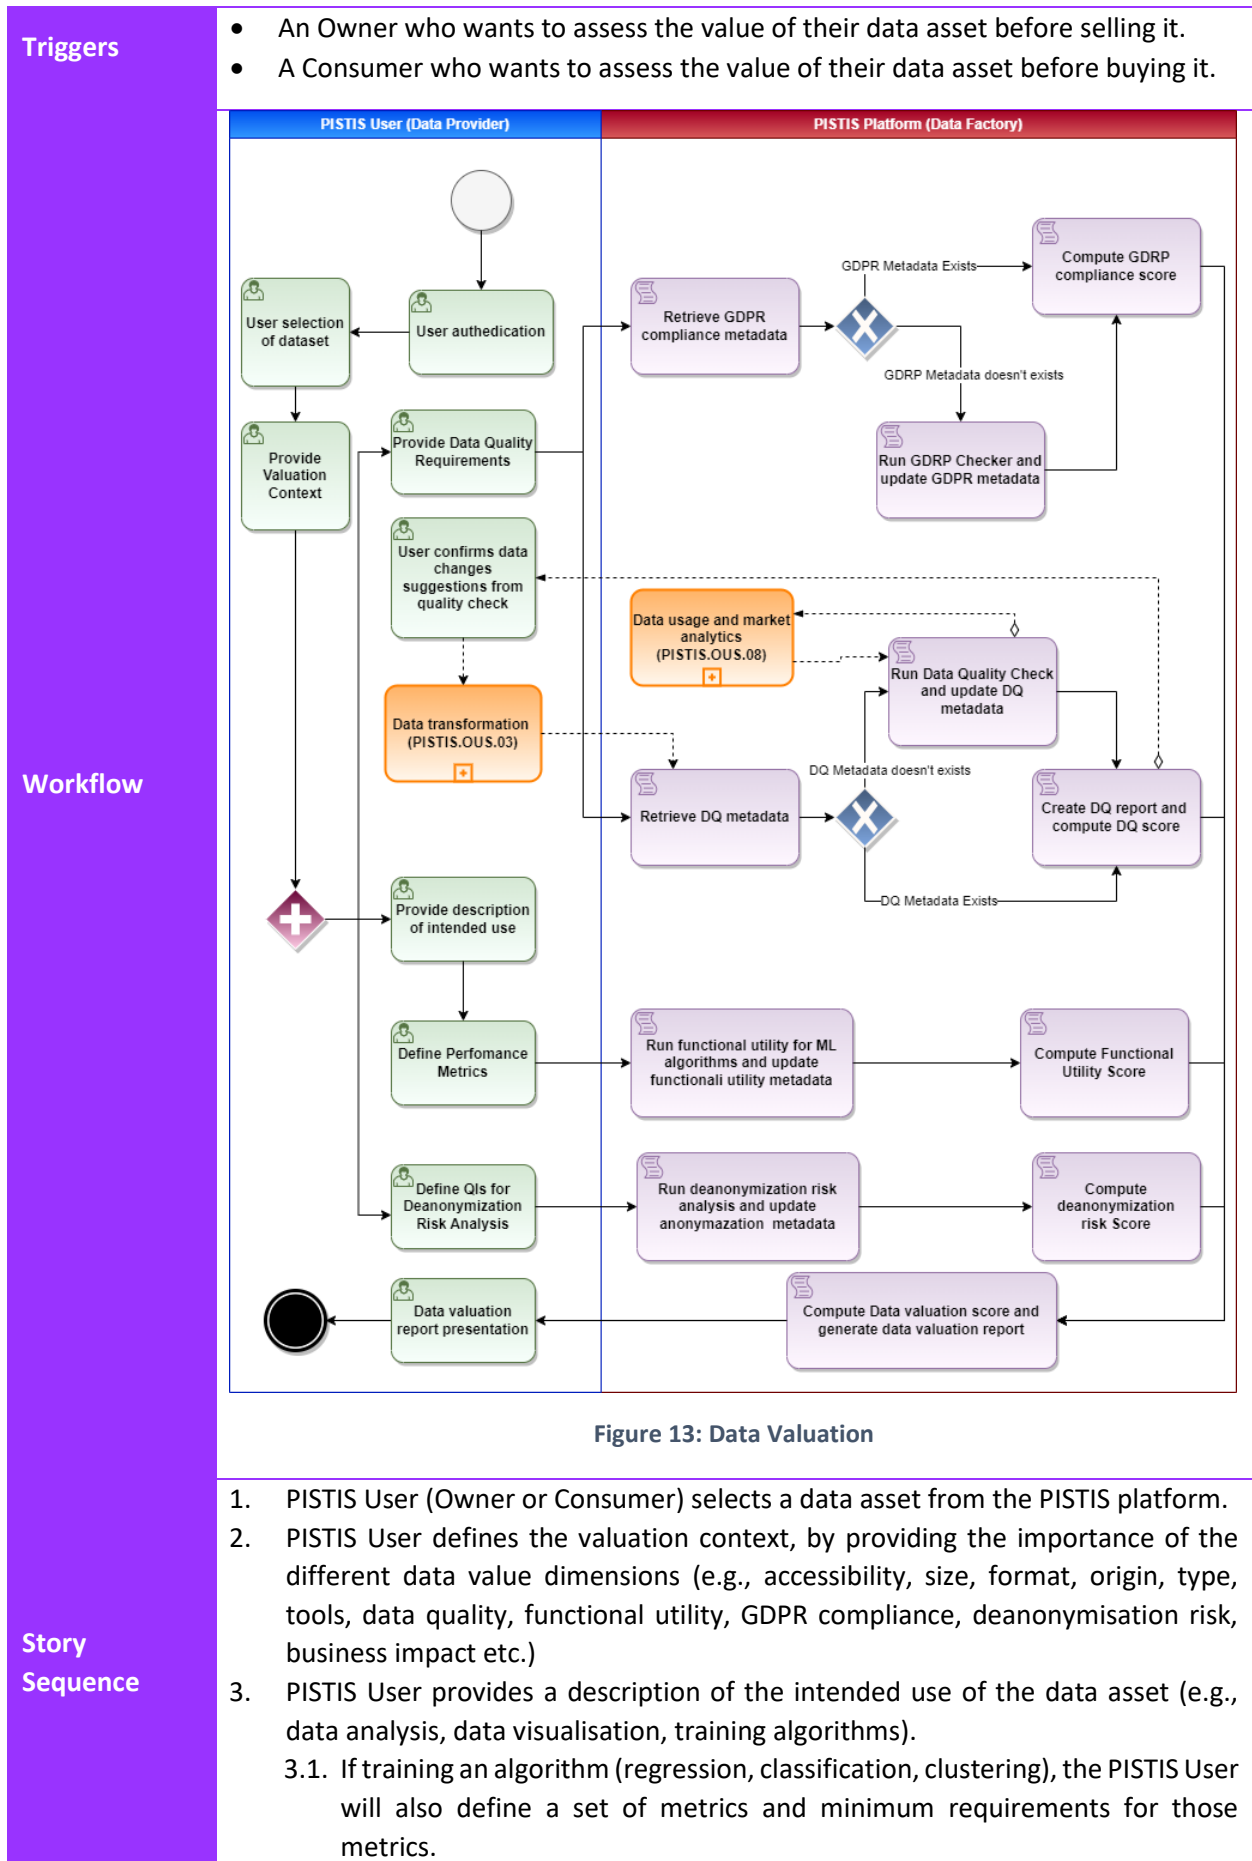 Triggers
• An Owner who wants to assess the value of their data asset before selling it.
• A Consumer who wants to assess the value of their data asset before buying it.
Workflow
PISTIS User (Data Provider)
PISTIS Platform (Data Factory)
User authedication
User selection
of dataset
Provide
Valuation
Context
Provide Data Quality
Requirements
Retrieve GDPR
compliance metadata
GDPR Metadata Exists
Compute GDRP
compliance score
GDRP Metadata doesn't exists
Run GDRP Checker and
update GDPR metadata
User confirms data
changes
suggestions from
quality check
Data usage and market
analytics
(PISTIS.OUS.08)
Run Data Quality Check
and update DQ
metadata
Data transformation
(PISTIS.OUS.03)
DQ Metadata doesn't exists
Retrieve DQ metadata
Create DQ report and
compute DQ score
DQ Metadata Exists
Provide description
of intended use
Define Perfomance
Metrics
Run functional utility for ML
algorithms and update
functionali utility metadata
Compute Functional
Utility Score
Define QIs for
Deanonymization
Risk Analysis
Run deanonymization risk
analysis and update
anonymazation metadata
Compute
deanonymization
risk Score
Data valuation
report presentation
Compute Data valuation score and
generate data valuation report
Figure 13: Data Valuation
Story
Sequence
1. PISTIS User (Owner or Consumer) selects a data asset from the PISTIS platform.
2. PISTIS User defines the valuation context, by providing the importance of the
different data value dimensions (e.g., accessibility, size, format, origin, type,
tools, data quality, functional utility, GDPR compliance, deanonymisation risk,
business impact etc.)
3. PISTIS User provides a description of the intended use of the data asset (e.g.,
data analysis, data visualisation, training algorithms).
3.1. If training an algorithm (regression, classification, clustering), the PISTIS User
will also define a set of metrics and minimum requirements for those
metrics.